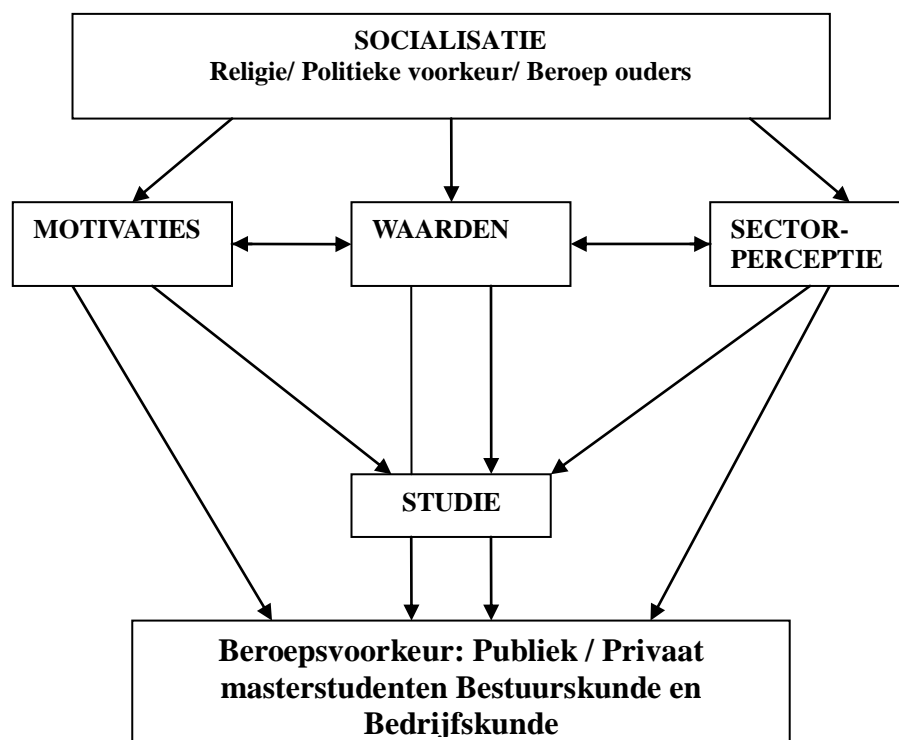 SOCIALISATIE
Religie/ Politieke voorkeur/ Beroep ouders
MOTIVATIES
WAARDEN
SECTOR-
PERCEPTIE
STUDIE
Beroepsvoorkeur: Publiek / Privaat
masterstudenten Bestuurskunde en
Bedrijfskunde